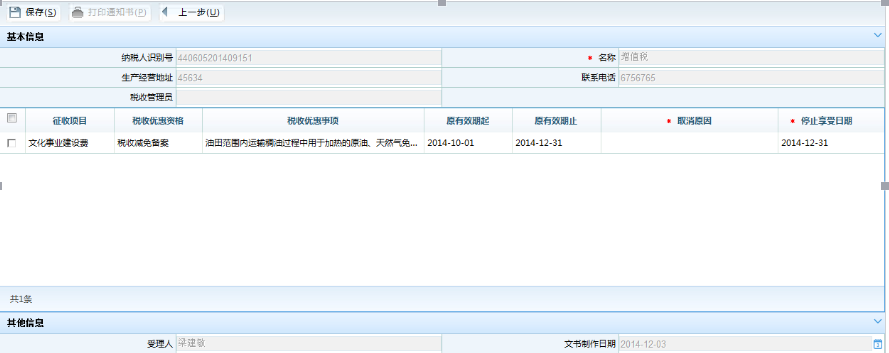 保存(S) 打印通知书(P) 上一步(U)
基本信息
纳税人识别号 440605201409151 * 名称 增值税
生产经营地址 45634 联系电话 6756765
税收管理员
征收项目 税收优惠资格 税收优惠事项 原有效期起 原有效期止 * 取消原因 * 停止享受日期
文化事业建设费 税收减免备案 油田范围内运输稠油过程中用于加热的原油、天然气免... 2014-10-01 2014-12-31 2014-12-31
共1条
其他信息
受理人 梁建敏 文书制作日期 2014-12-03